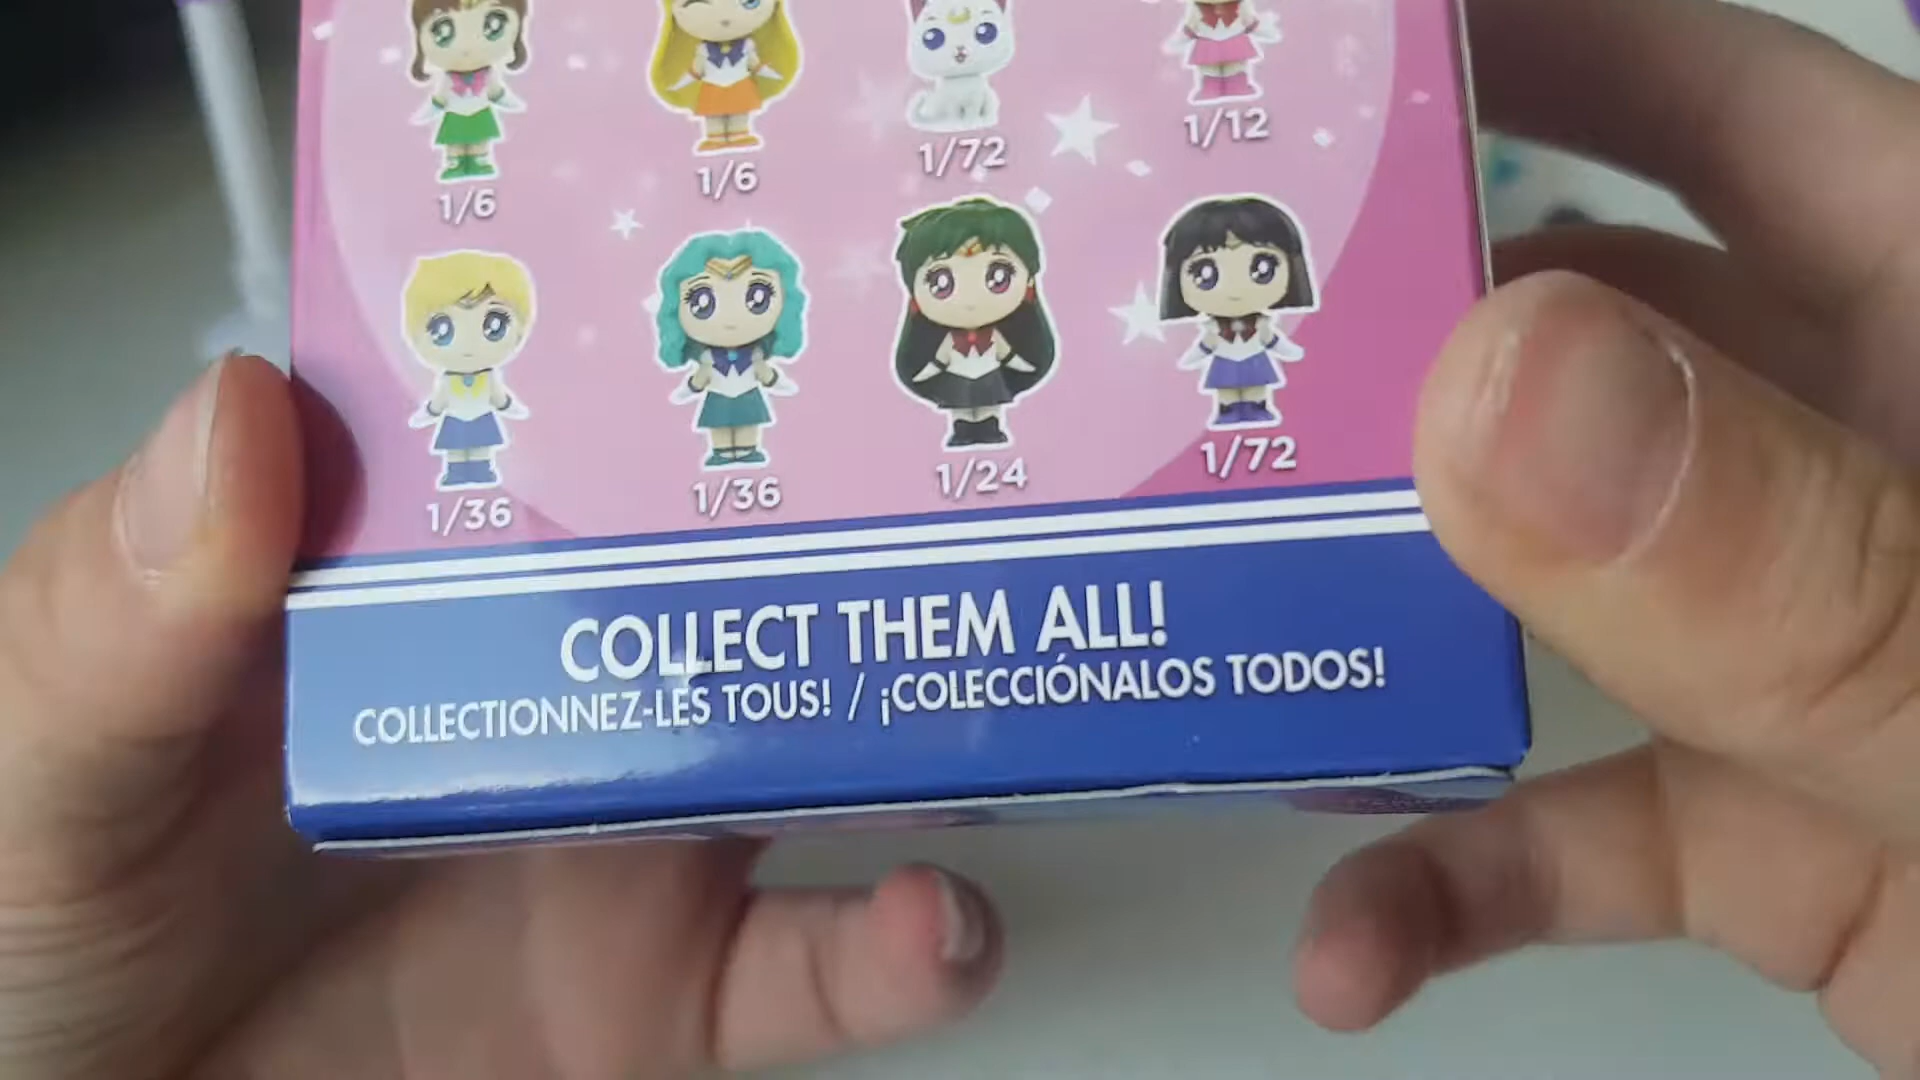 1/6 1/6 1/72 1/12
1/36 1/36 1/24 1/72
COLLECT THEM ALL!
COLLECTIONNEZ-LES TOUS! / ¡COLECCIÓNALOS TODOS!